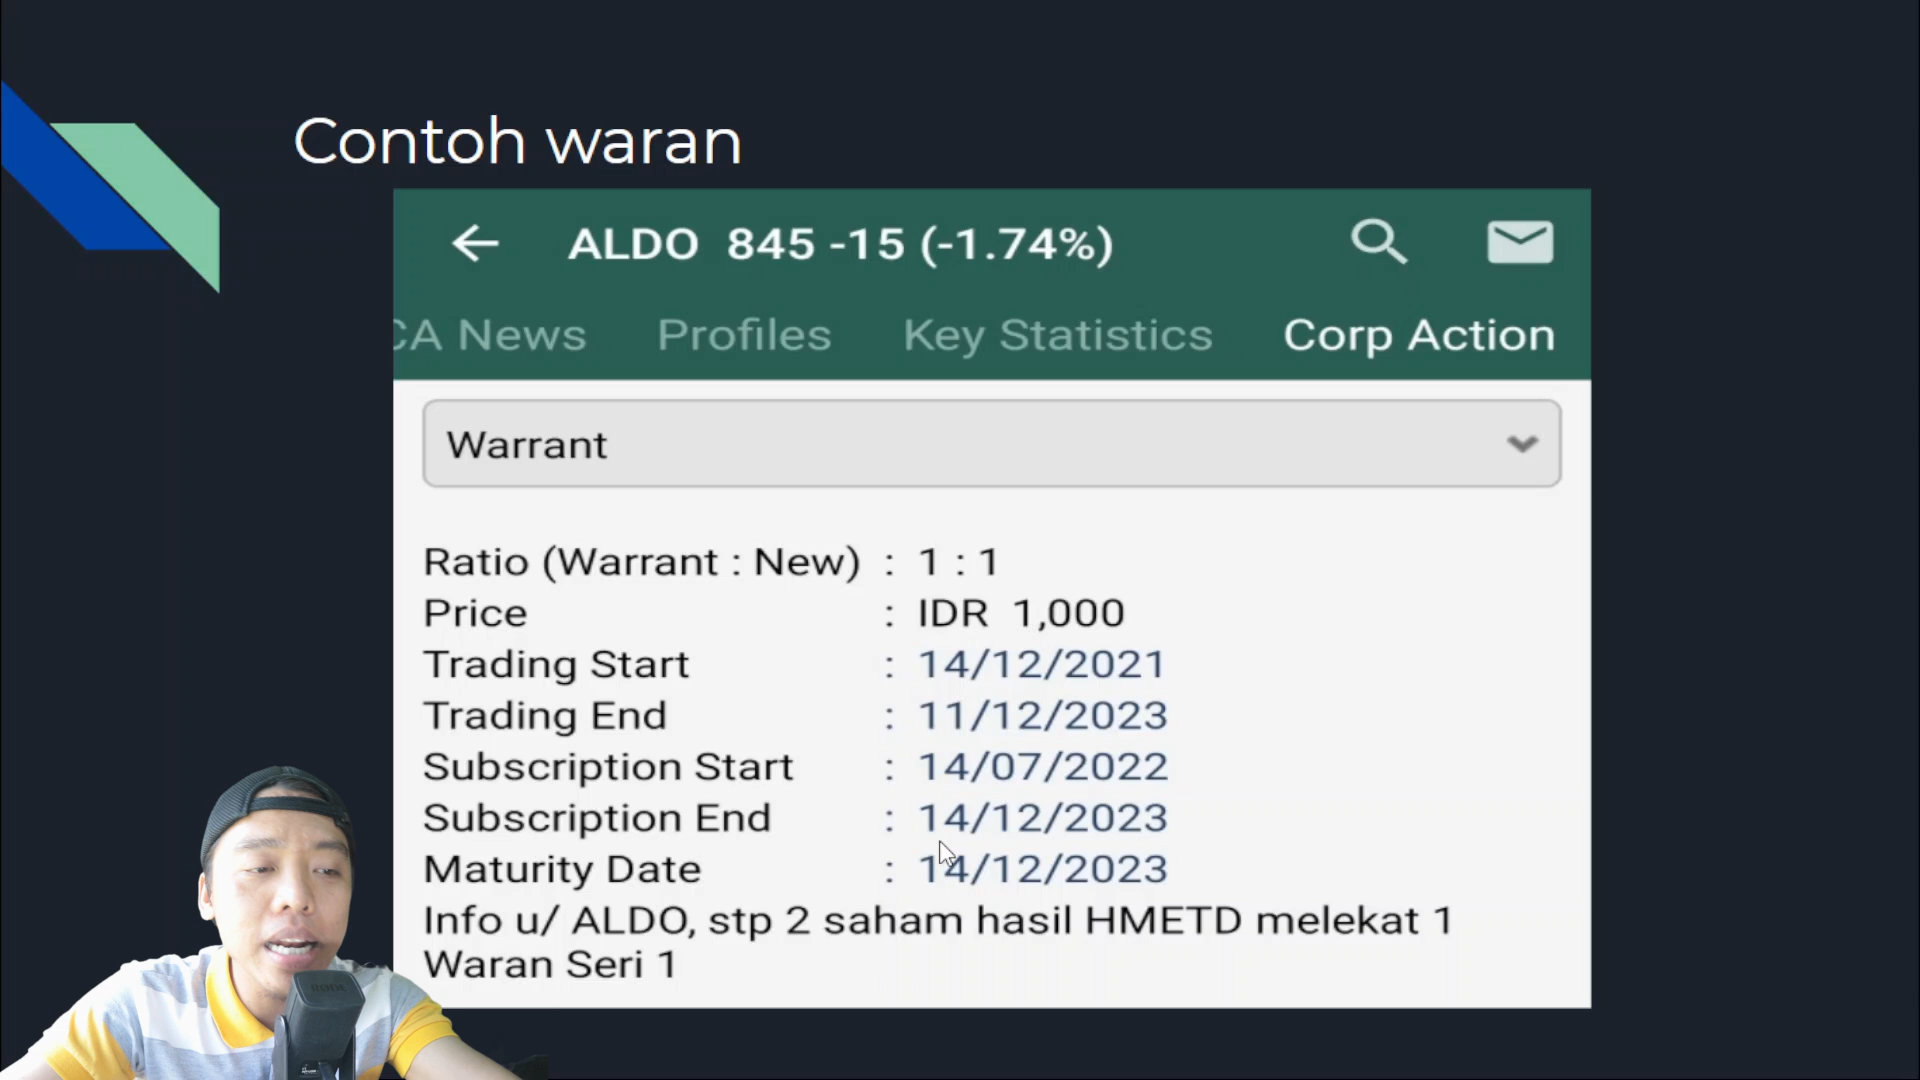 Contoh waran
ALDO 845 -15 (-1.74%)
CA News Profiles Key Statistics Corp Action
Warrant
Ratio (Warrant : New) : 1 : 1
Price : IDR 1,000
Trading Start : 14/12/2021
Trading End : 11/12/2023
Subscription Start : 14/07/2022
Subscription End : 14/12/2023
Maturity Date : 14/12/2023
Info u/ ALDO, stp 2 saham hasil HMETD melekat 1
Waran Seri 1
RØDE